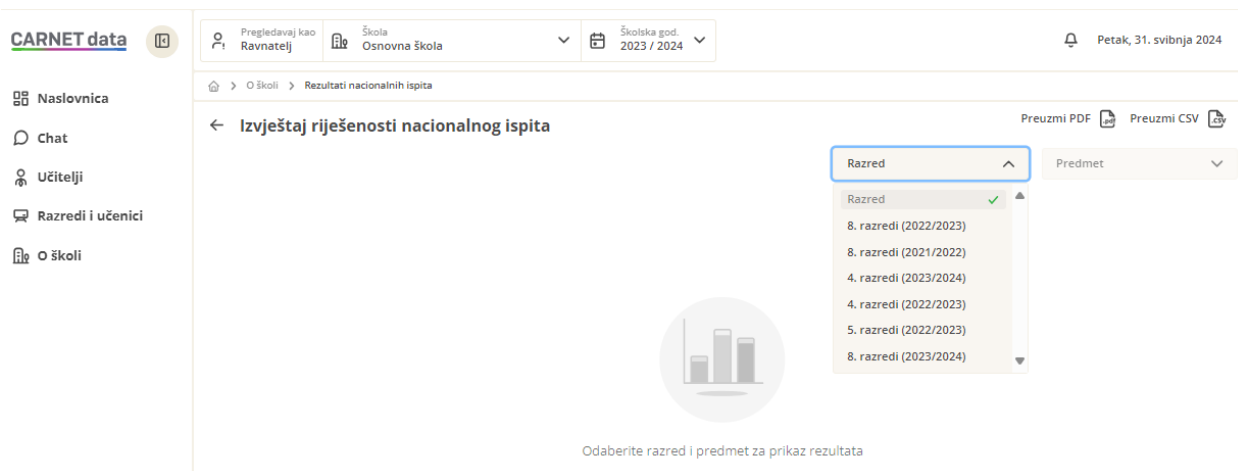 CARNET data
Pregledavaj kao
Ravnatelj
Škola
Osnovna škola
Školska god.
2023 / 2024
Petak, 31. svibnja 2024
Naslovnica
Chat
Učitelji
Razredi i učenici
O školi
O školi > Rezultati nacionalnih ispita
← Izvještaj riješenosti nacionalnog ispita
Preuzmi PDF
.pdf
Preuzmi CSV
.csv
Razred
Predmet
Razred
8. razredi (2022/2023)
8. razredi (2021/2022)
4. razredi (2023/2024)
4. razredi (2022/2023)
5. razredi (2022/2023)
8. razredi (2023/2024)
Odaberite razred i predmet za prikaz rezultata